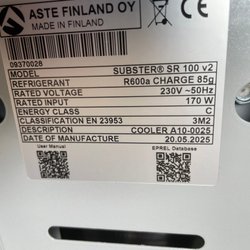 ASTE FINLAND OY
MADE IN FINLAND
09370028
MODEL SUBSTER® SR 100 v2
REFRIGERANT R600a CHARGE 85g
RATED VOLTAGE 230V ~50Hz
RATED INPUT 170 W
ENERGY CLASS C
CLASSIFICATION EN 23953 3M2
DESCRIPTION COOLER A10-0025
DATE OF MANUFACTURE 20.05.2025
User Manual EPREL Database